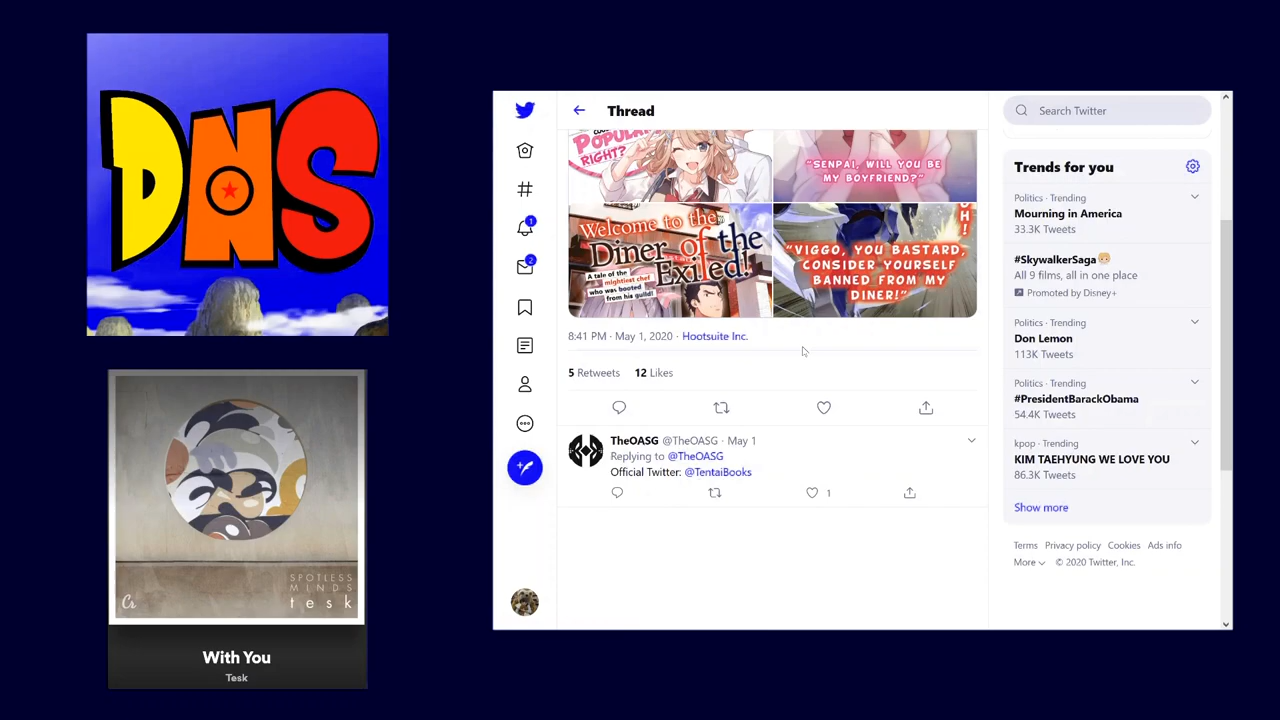 DNS
SPOTLESS
MINDS
tesk
With You
Tesk
Thread
POPULAR
RIGHT?
"SENPAI, WILL YOU BE
MY BOYFRIEND?"
Welcome to the
Diner of the
Exiled!
A tale of the
mightiest chef
who was booted
from his guild!
"VIGGO, YOU BASTARD,
CONSIDER YOURSELF
BANNED FROM MY
DINER!"
8:41 PM · May 1, 2020 · Hootsuite Inc.
5 Retweets 12 Likes
TheOASG @TheOASG · May 1
Replying to @TheOASG
Official Twitter: @TentaiBooks
1
1
2
Search Twitter
Trends for you
Politics · Trending
Mourning in America
33.3K Tweets
#SkywalkerSaga
All 9 films, all in one place
Promoted by Disney+
Politics · Trending
Don Lemon
113K Tweets
Politics · Trending
#PresidentBarackObama
54.4K Tweets
kpop · Trending
KIM TAEHYUNG WE LOVE YOU
86.3K Tweets
Show more
Terms Privacy policy Cookies Ads info
More © 2020 Twitter, Inc.